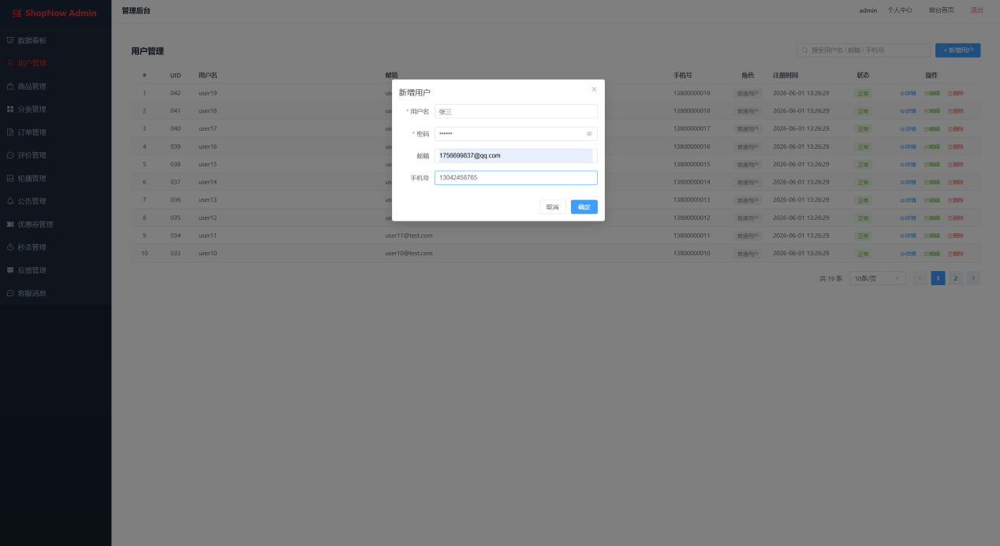 ShopNow Admin
管理后台
admin 个人中心 前台首页 退出
数据看板
用户管理
商品管理
分类管理
订单管理
评价管理
轮播管理
公告管理
优惠券管理
秒杀管理
反馈管理
客服消息
用户管理
搜索用户名 / 邮箱 / 手机号
+新增用户
# UID 用户名 邮箱 手机号 角色 注册时间 状态 操作
1 042 user19 us 13800000019 普通用户 2026-06-01 13:26:29 正常 详情 编辑 删除
2 041 user18 us 13800000018 普通用户 2026-06-01 13:26:29 正常 详情 编辑 删除
3 040 user17 us 13800000017 普通用户 2026-06-01 13:26:29 正常 详情 编辑 删除
4 039 user16 us 13800000016 普通用户 2026-06-01 13:26:29 正常 详情 编辑 删除
5 038 user15 us 13800000015 普通用户 2026-06-01 13:26:29 正常 详情 编辑 删除
6 037 user14 us 13800000014 普通用户 2026-06-01 13:26:29 正常 详情 编辑 删除
7 036 user13 us 13800000013 普通用户 2026-06-01 13:26:29 正常 详情 编辑 删除
8 035 user12 us 13800000012 普通用户 2026-06-01 13:26:29 正常 详情 编辑 删除
9 034 user11 user11@test.com 13800000011 普通用户 2026-06-01 13:26:29 正常 详情 编辑 删除
10 033 user10 user10@test.com 13800000010 普通用户 2026-06-01 13:26:29 正常 详情 编辑 删除
共 19 条 10条/页 1 2
新增用户
* 用户名 张三
* 密码 ••••••
邮箱 1756699837@qq.com
手机号 13042458765
取消 确定